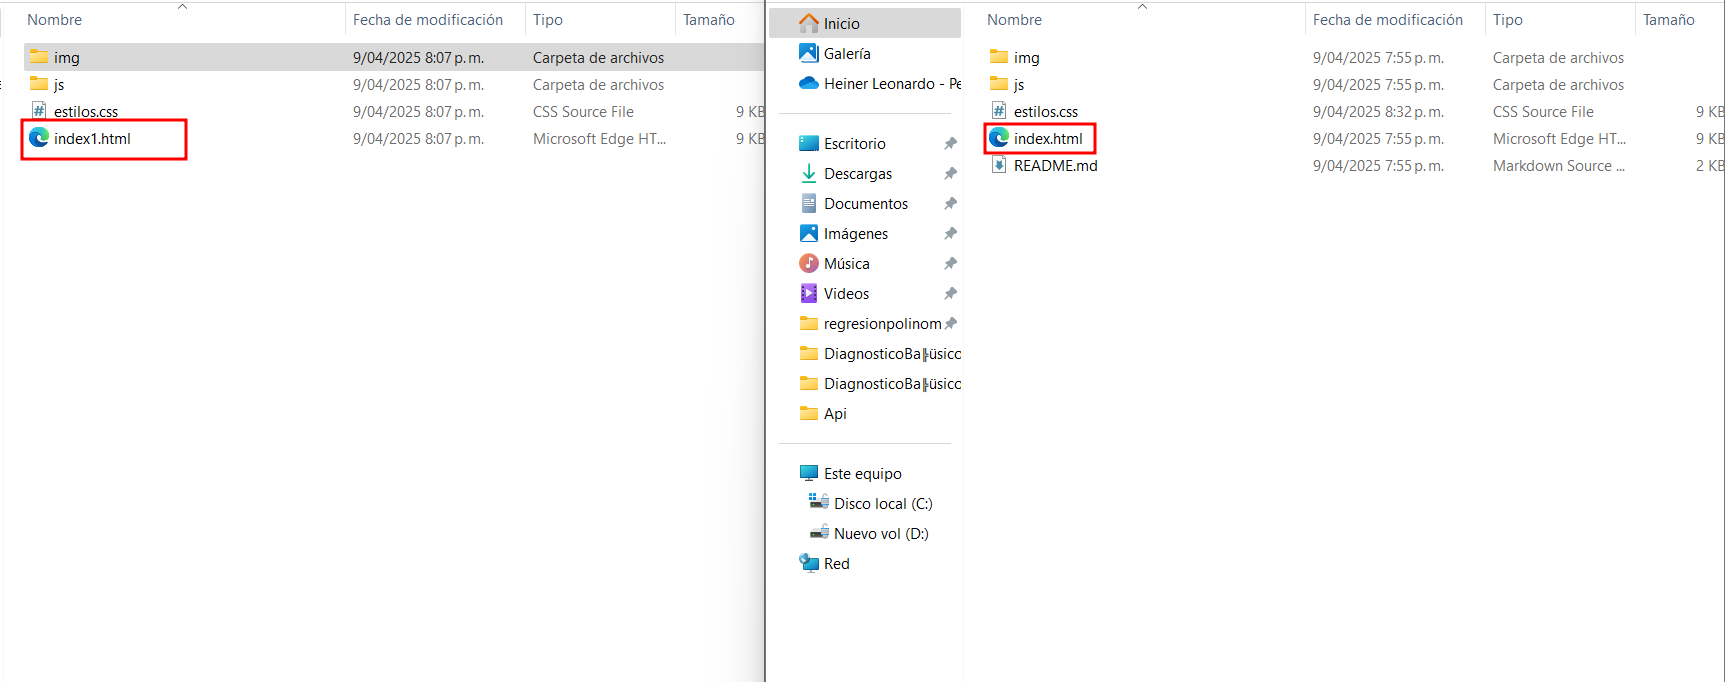 Nombre Fecha de modificación Tipo Tamaño
img 9/04/2025 8:07 p. m. Carpeta de archivos
js 9/04/2025 8:07 p. m. Carpeta de archivos
estilos.css 9/04/2025 8:07 p. m. CSS Source File 9 KB
index1.html 9/04/2025 8:07 p. m. Microsoft Edge HT... 9 KB
Inicio
Galería
Heiner Leonardo - Pe
Escritorio
Descargas
Documentos
Imágenes
Música
Videos
regresionpolinom
DiagnosticoBa╠üsico
DiagnosticoBa╠üsico
Api
Este equipo
Disco local (C:)
Nuevo vol (D:)
Red
Nombre Fecha de modificación Tipo Tamaño
img 9/04/2025 7:55 p. m. Carpeta de archivos
js 9/04/2025 7:55 p. m. Carpeta de archivos
estilos.css 9/04/2025 8:32 p. m. CSS Source File 9 KB
index.html 9/04/2025 7:55 p. m. Microsoft Edge HT... 9 KB
README.md 9/04/2025 7:55 p. m. Markdown Source ... 2 KB